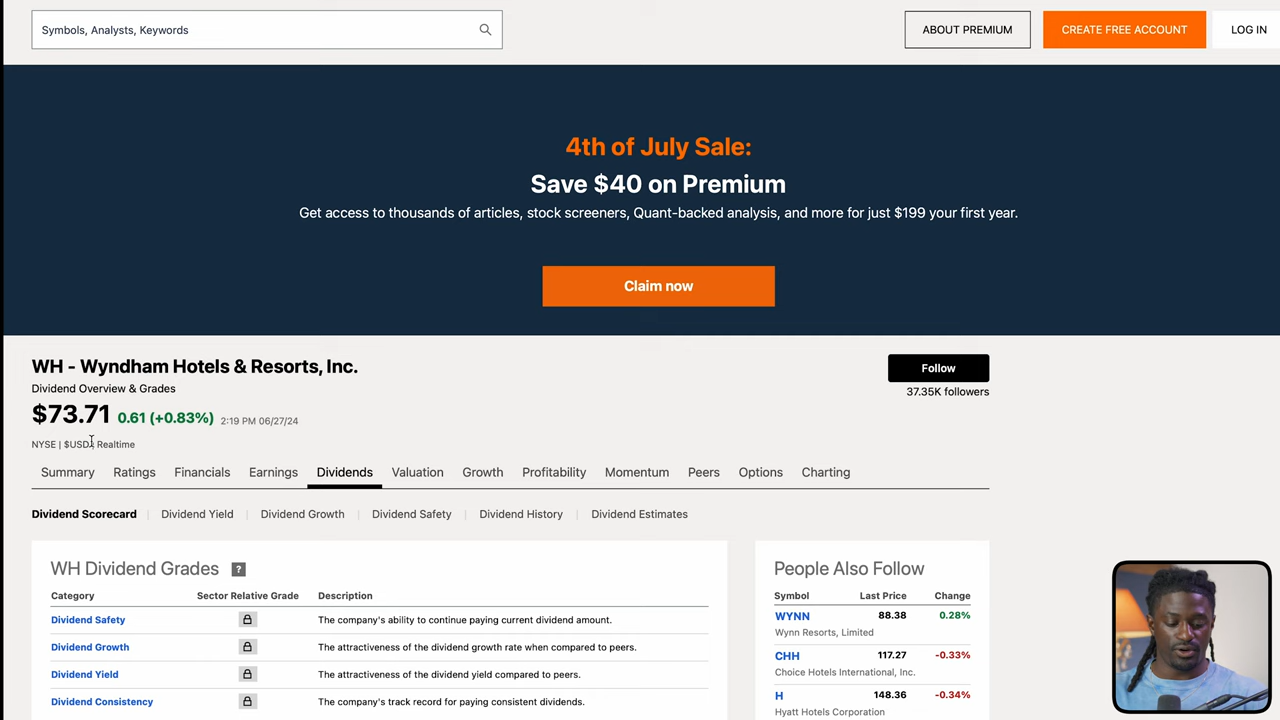 Symbols, Analysts, Keywords
ABOUT PREMIUM
CREATE FREE ACCOUNT
LOG IN
4th of July Sale:
Save $40 on Premium
Get access to thousands of articles, stock screeners, Quant-backed analysis, and more for just $199 your first year.
Claim now
WH - Wyndham Hotels & Resorts, Inc.
Follow
Dividend Overview & Grades
37.35K followers
$73.71 0.61 (+0.83%) 2:19 PM 06/27/24
NYSE | $USD | Realtime
Summary Ratings Financials Earnings Dividends Valuation Growth Profitability Momentum Peers Options Charting
Dividend Scorecard | Dividend Yield | Dividend Growth | Dividend Safety | Dividend History | Dividend Estimates
WH Dividend Grades ?
Category Sector Relative Grade Description
Dividend Safety The company's ability to continue paying current dividend amount.
Dividend Growth The attractiveness of the dividend growth rate when compared to peers.
Dividend Yield The attractiveness of the dividend yield compared to peers.
Dividend Consistency The company's track record for paying consistent dividends.
People Also Follow
Symbol Last Price Change
WYNN 88.38 0.28%
Wynn Resorts, Limited
CHH 117.27 -0.33%
Choice Hotels International, Inc.
H 148.36 -0.34%
Hyatt Hotels Corporation